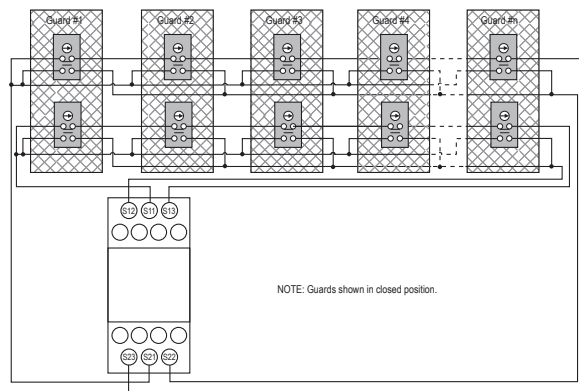 Guard #1 Guard #2 Guard #3 Guard #4 Guard #n
S12 S11 S13
NOTE: Guards shown in closed position.
S23 S21 S22